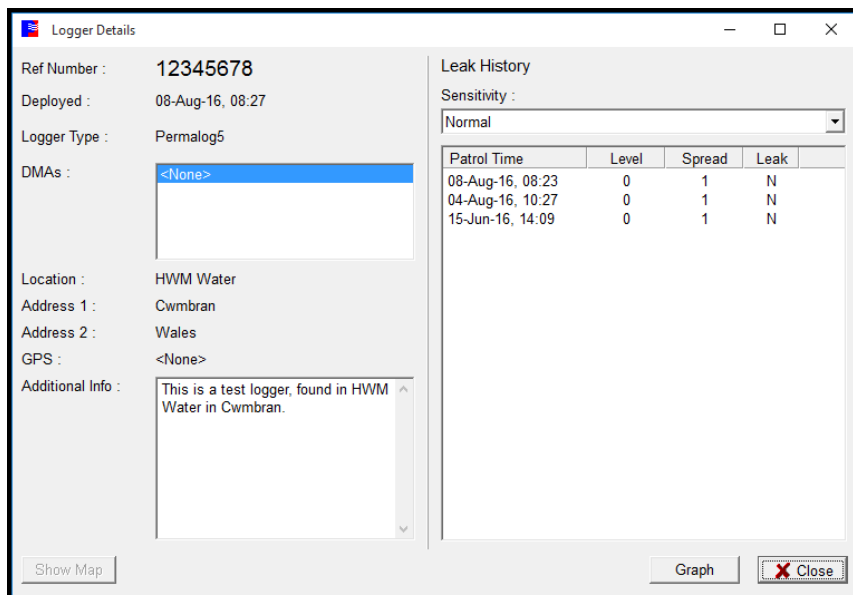 Logger Details
Ref Number : 12345678
Deployed : 08-Aug-16, 08:27
Logger Type : Permalog5
DMAs : <None>
Location : HWM Water
Address 1 : Cwmbran
Address 2 : Wales
GPS : <None>
Additional Info : This is a test logger, found in HWM
Water in Cwmbran.
Show Map
Leak History
Sensitivity :
Normal
Patrol Time Level Spread Leak
08-Aug-16, 08:23 0 1 N
04-Aug-16, 10:27 0 1 N
15-Jun-16, 14:09 0 1 N
Graph Close